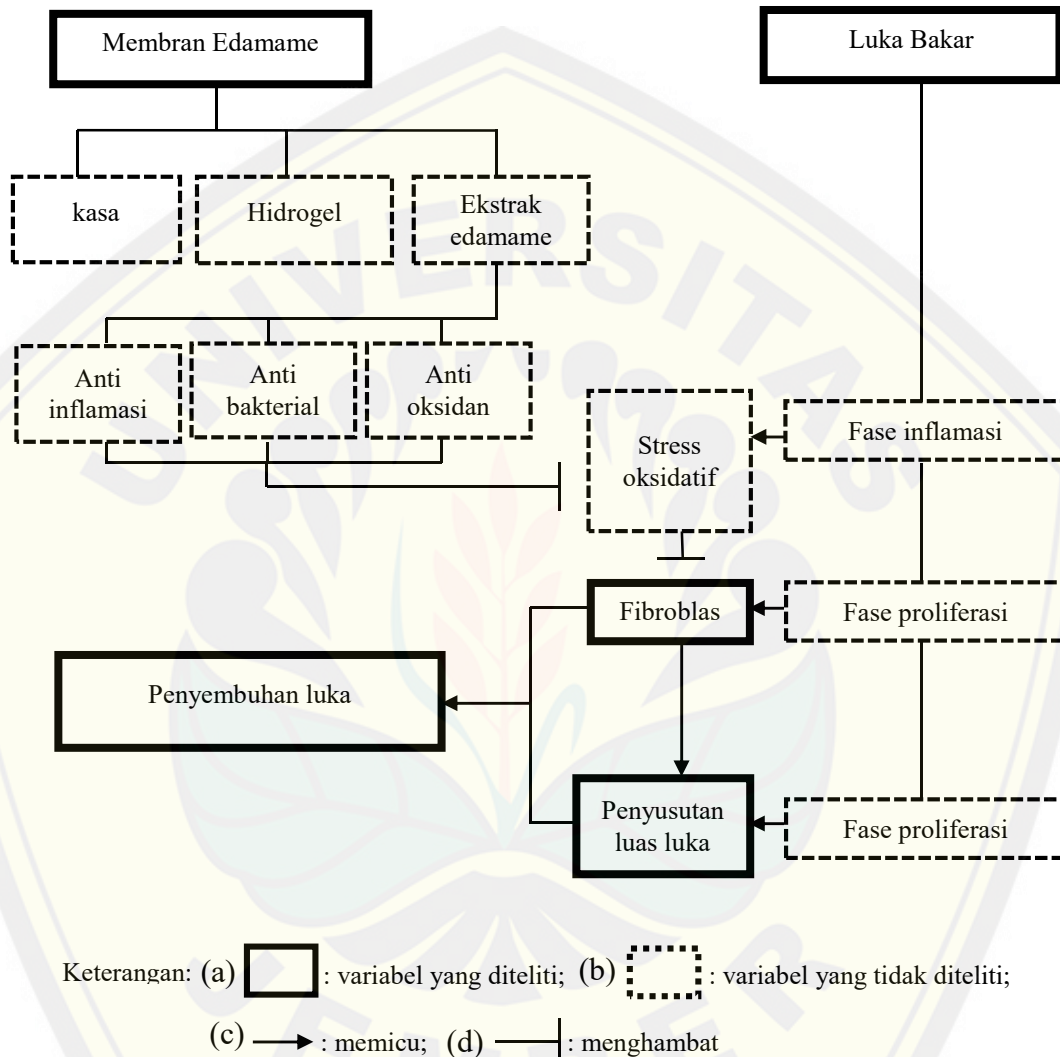 Membran Edamame
Luka Bakar
kasa
Hidrogel
Ekstrak
edamame
Anti
inflamasi
Anti
bakterial
Anti
oksidan
Stress
oksidatif
Fase inflamasi
Fibroblas
Fase proliferasi
Penyembuhan luka
Penyusutan
luas luka
Fase proliferasi
Keterangan: (a) : variabel yang diteliti; (b) : variabel yang tidak diteliti;
(c) : memicu; (d) : menghambat
UNIVERSITAS
JEMBER